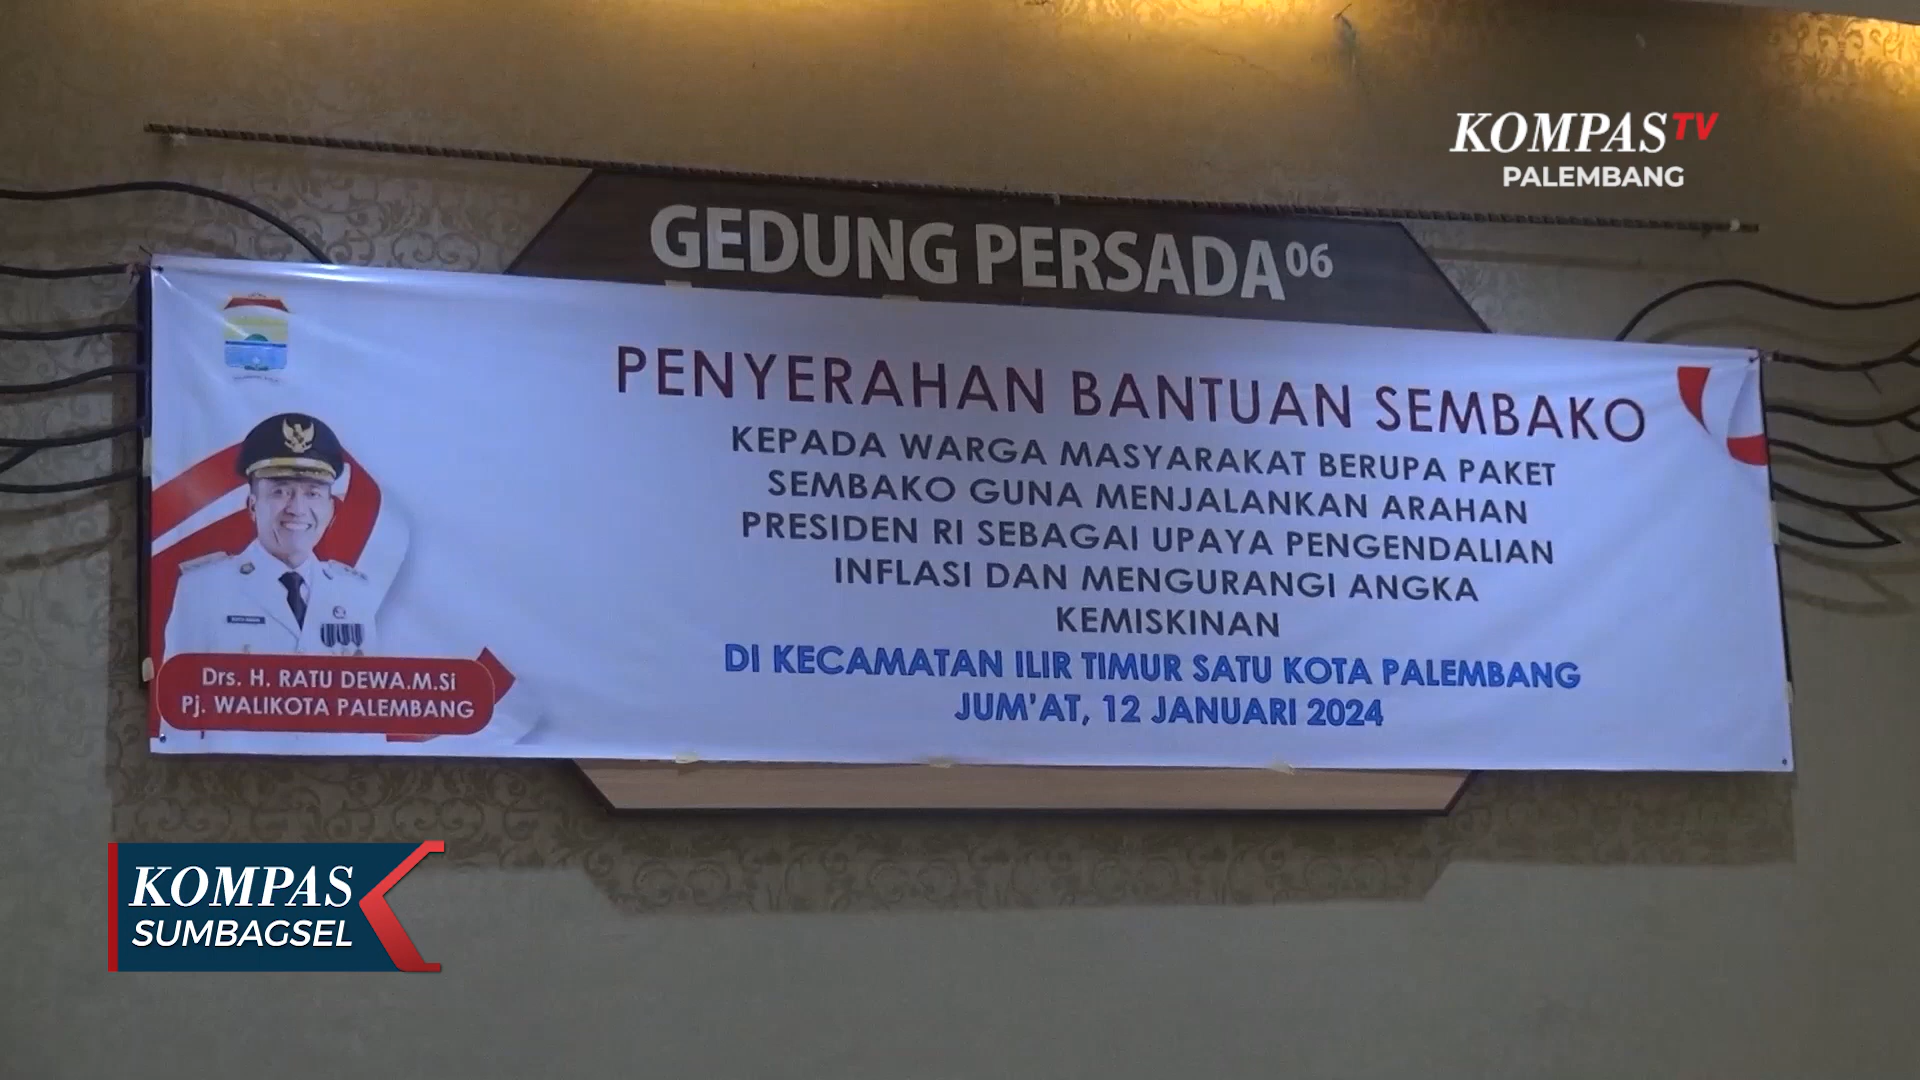 KOMPASTV
PALEMBANG
GEDUNG PERSADA06
PENYERAHAN BANTUAN SEMBAKO
KEPADA WARGA MASYARAKAT BERUPA PAKET
SEMBAKO GUNA MENJALANKAN ARAHAN
PRESIDEN RI SEBAGAI UPAYA PENGENDALIAN
INFLASI DAN MENGURANGI ANGKA
KEMISKINAN
DI KECAMATAN ILIR TIMUR SATU KOTA PALEMBANG
JUM'AT, 12 JANUARI 2024
Drs. H. RATU DEWA.M.Si
Pj. WALIKOTA PALEMBANG
KOMPAS
SUMBAGSEL